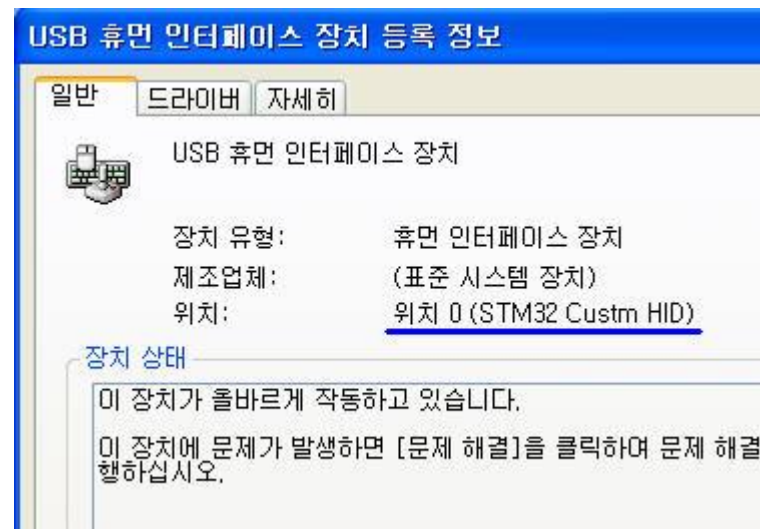 USB 휴먼 인터페이스 장치 등록 정보
일반 드라이버 자세히
USB 휴먼 인터페이스 장치
장치 유형: 휴먼 인터페이스 장치
제조업체: (표준 시스템 장치)
위치: 위치 0 (STM32 Custm HID)
장치 상태
이 장치가 올바르게 작동하고 있습니다.
이 장치에 문제가 발생하면 [문제 해결]을 클릭하여 문제 해결
행하십시오.